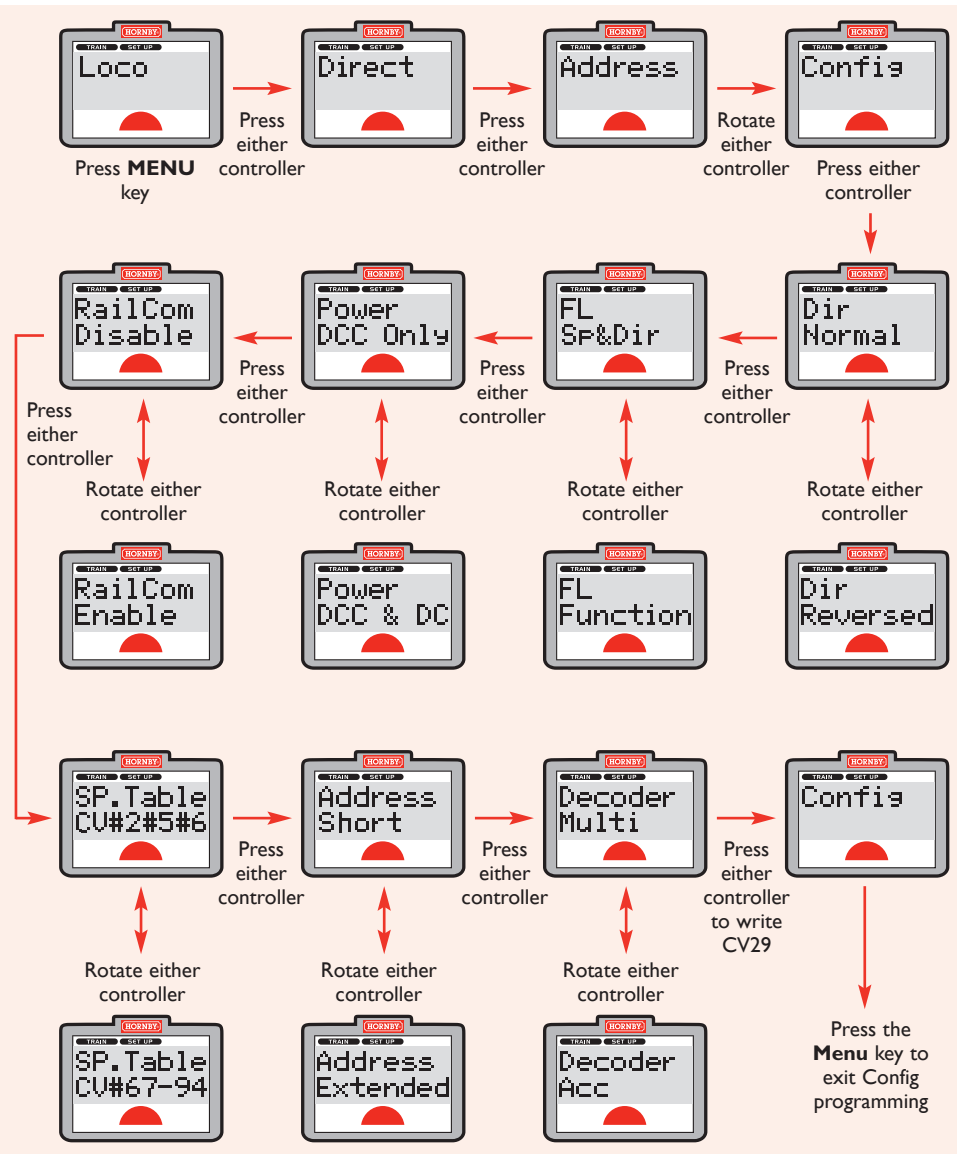 HORNBY
TRAIN SET UP
Loco
Press MENU
key
Press
either
controller
HORNBY
TRAIN SET UP
Direct
Press
either
controller
HORNBY
TRAIN SET UP
Address
Rotate
either
controller
HORNBY
TRAIN SET UP
Config
Press either
controller
HORNBY
TRAIN SET UP
Dir
Normal
Rotate either
controller
HORNBY
TRAIN SET UP
Dir
Reversed
Press
either
controller
HORNBY
TRAIN SET UP
FL
Sp&Dir
Rotate either
controller
HORNBY
TRAIN SET UP
FL
Function
Press
either
controller
HORNBY
TRAIN SET UP
Power
DCC Only
Rotate either
controller
HORNBY
TRAIN SET UP
Power
DCC & DC
Press
either
controller
HORNBY
TRAIN SET UP
RailCom
Disable
Rotate either
controller
HORNBY
TRAIN SET UP
RailCom
Enable
Press
either
controller
HORNBY
TRAIN SET UP
SP.Table
CV#2#5#6
Rotate either
controller
HORNBY
TRAIN SET UP
SP.Table
CV#67-94
Press
either
controller
HORNBY
TRAIN SET UP
Address
Short
Rotate either
controller
HORNBY
TRAIN SET UP
Address
Extended
Press
either
controller
HORNBY
TRAIN SET UP
Decoder
Multi
Rotate either
controller
HORNBY
TRAIN SET UP
Decoder
Acc
Press
either
controller
to write
CV29
HORNBY
TRAIN SET UP
Config
Press the
Menu key to
exit Config
programming